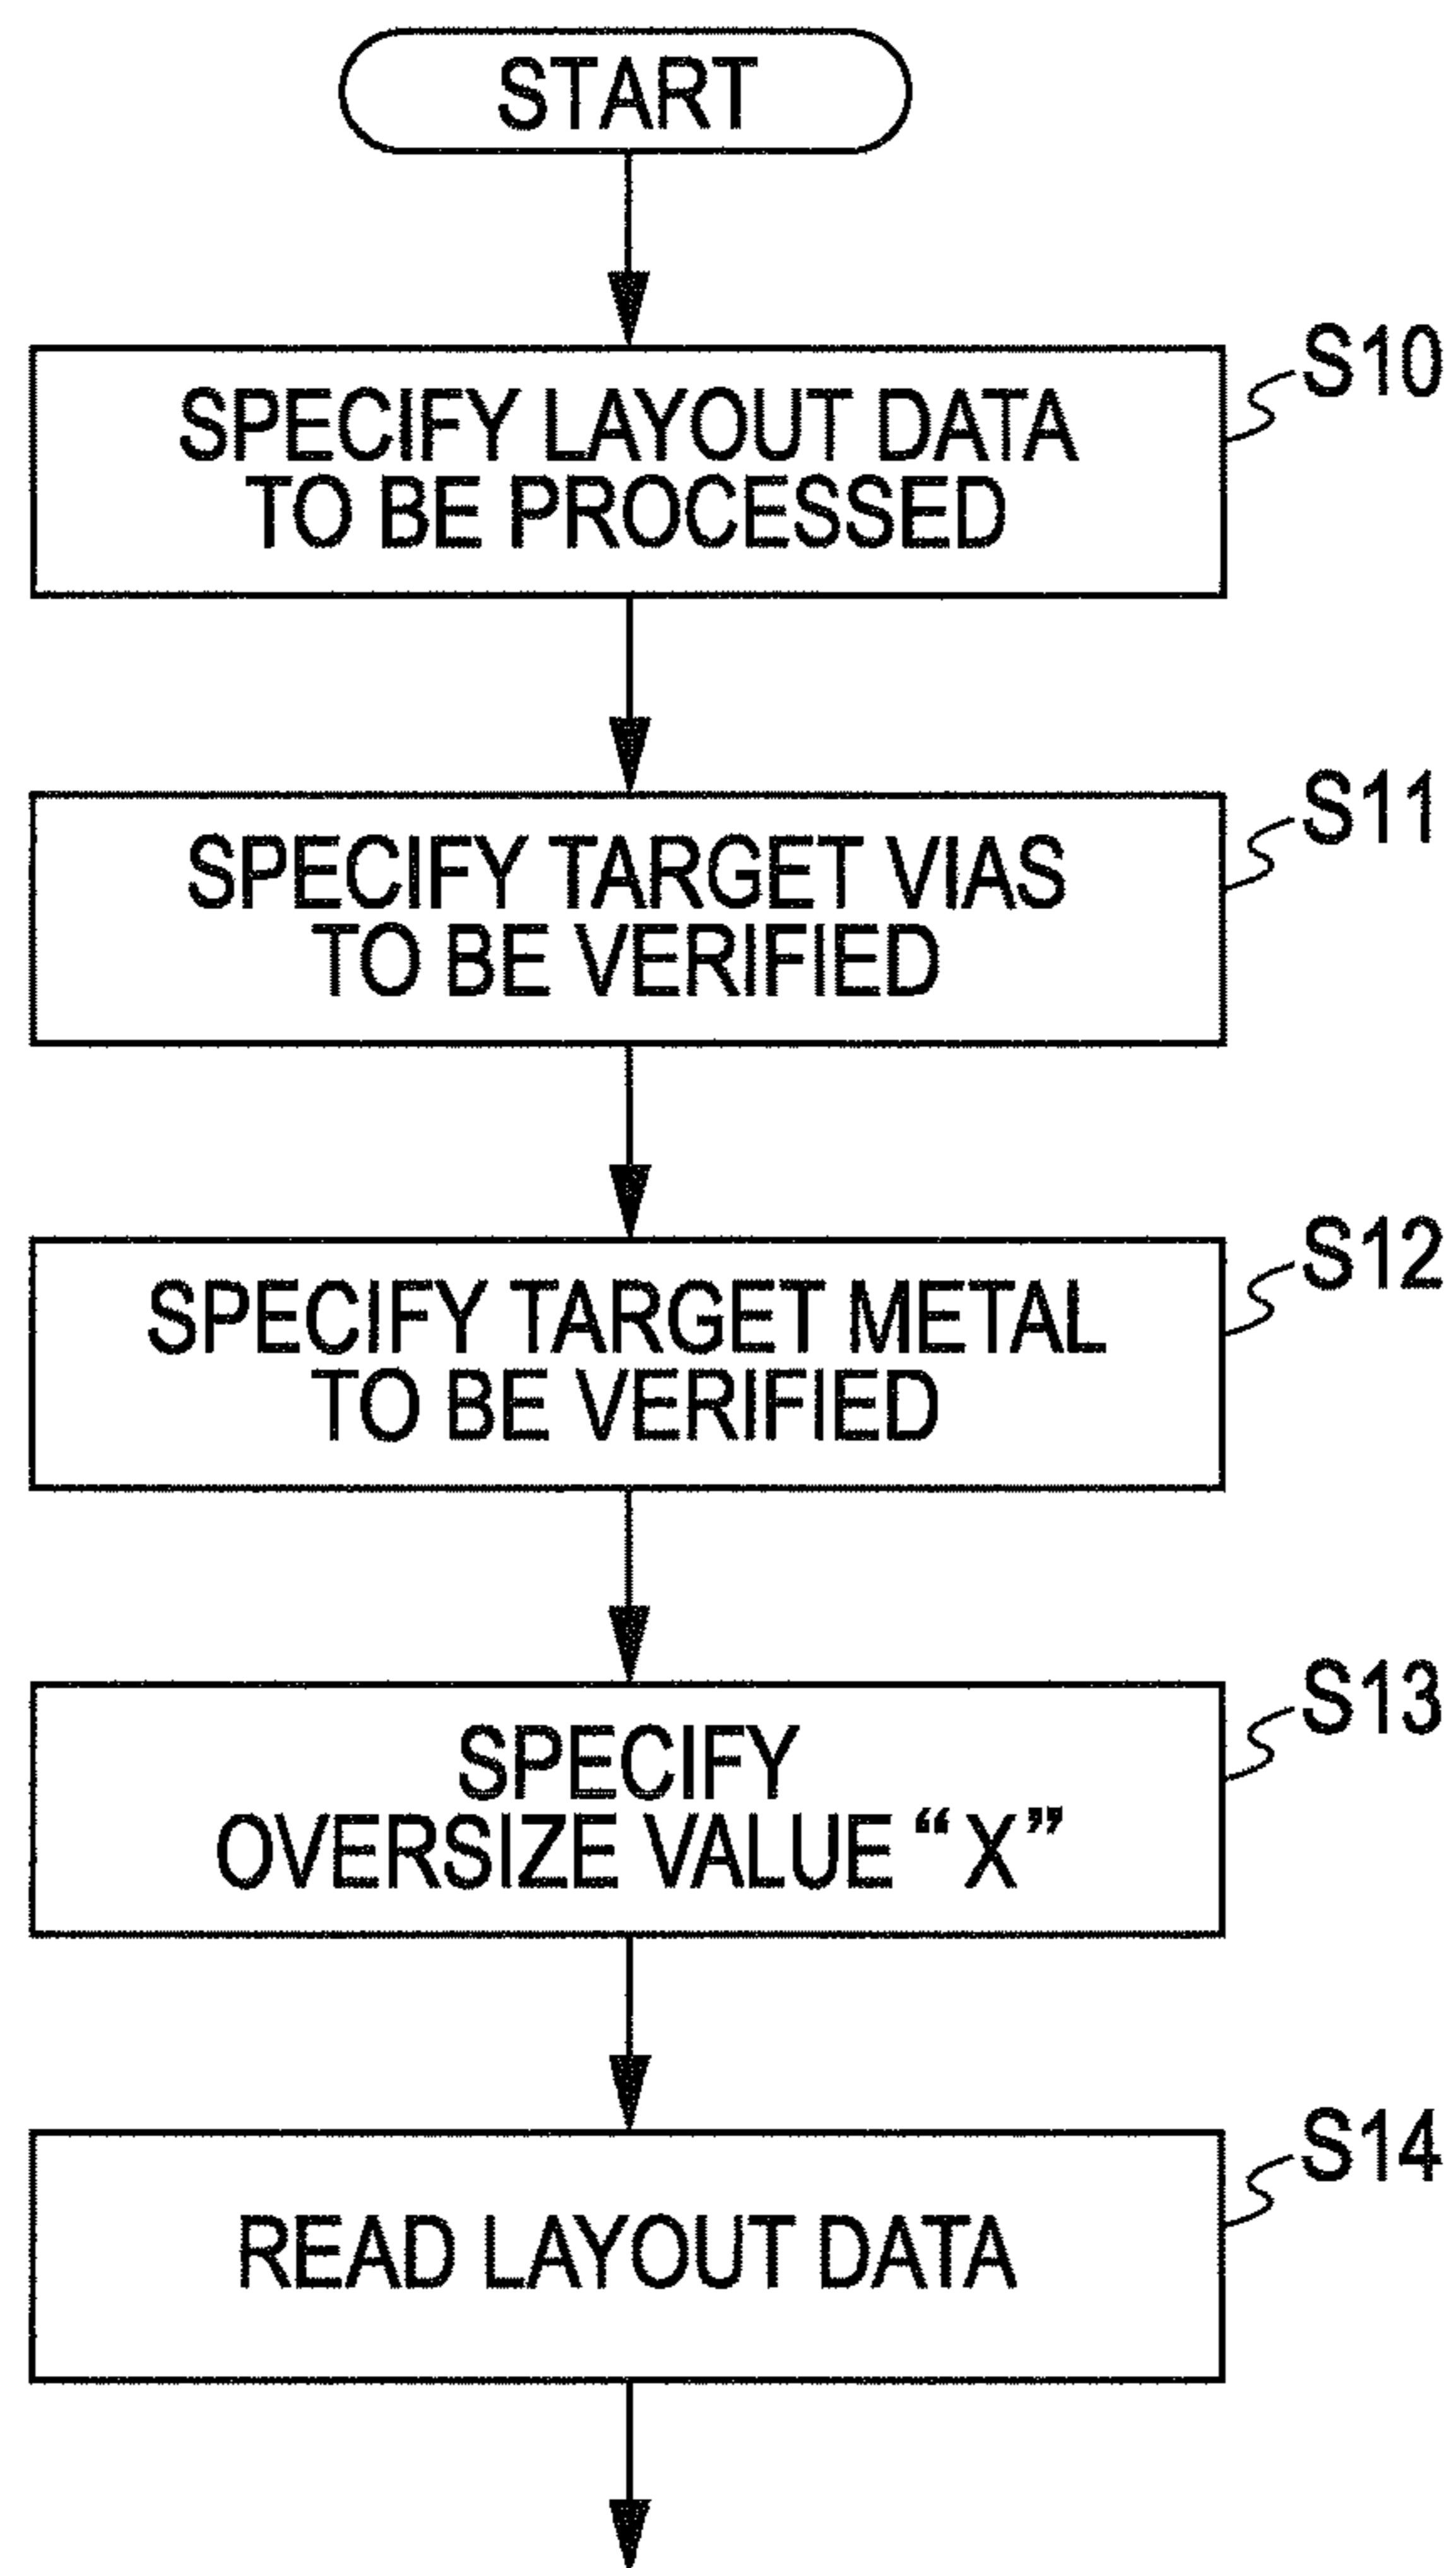 START
SPECIFY LAYOUT DATA
TO BE PROCESSED
S10
SPECIFY TARGET VIAS
TO BE VERIFIED
S11
SPECIFY TARGET METAL
TO BE VERIFIED
S12
SPECIFY
OVERSIZE VALUE “X”
S13
READ LAYOUT DATA
S14